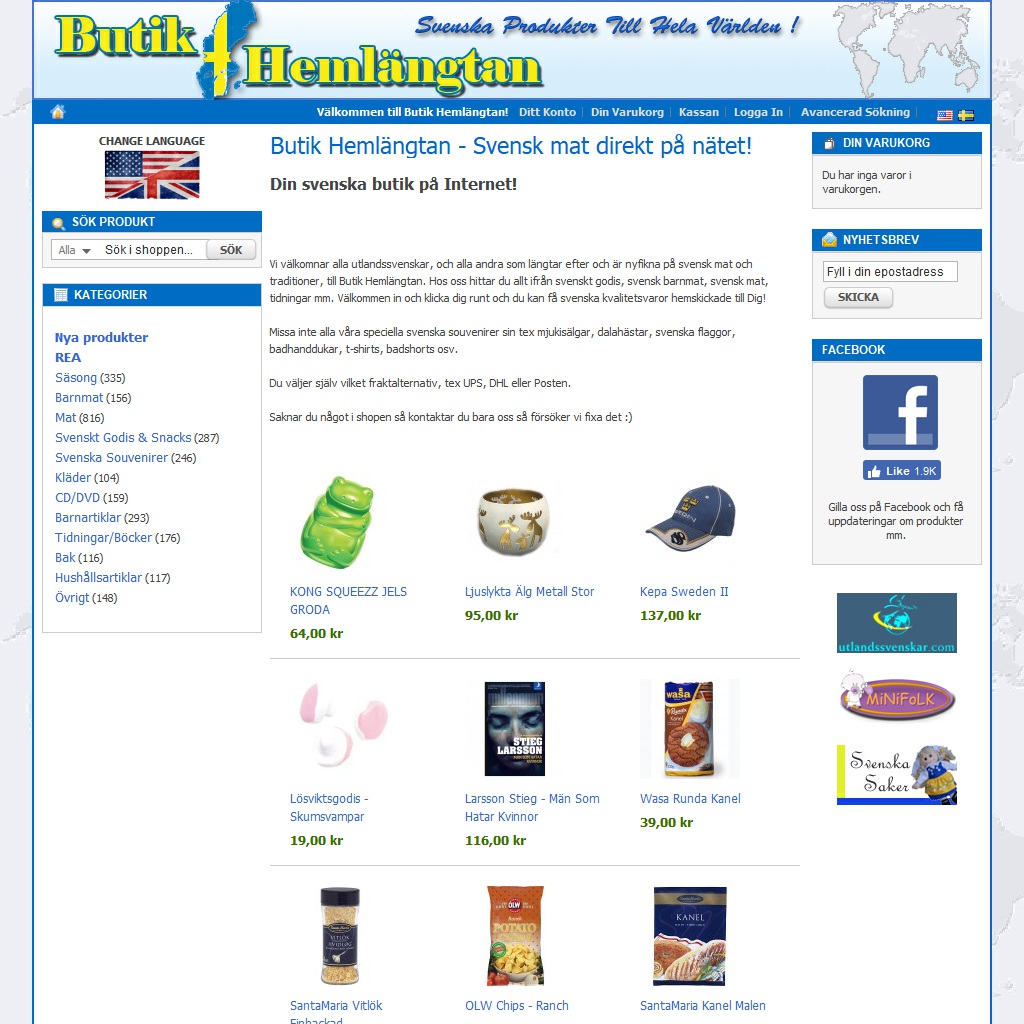 Butik Hemlängtan
Svenska Produkter Till Hela Världen !
Välkommen till Butik Hemlängtan! Ditt Konto Din Varukorg Kassan Logga In Avancerad Sökning
CHANGE LANGUAGE
SÖK PRODUKT
Alla Sök i shoppen... SÖK
KATEGORIER
Nya produkter
REA
Säsong (335)
Barnmat (156)
Mat (816)
Svenskt Godis & Snacks (287)
Svenska Souvenirer (246)
Kläder (104)
CD/DVD (159)
Barnartiklar (293)
Tidningar/Böcker (176)
Bak (116)
Hushållsartiklar (117)
Övrigt (148)
Butik Hemlängtan - Svensk mat direkt på nätet!
Din svenska butik på Internet!
Vi välkomnar alla utlandssvenskar, och alla andra som längtar efter och är nyfikna på svensk mat och
traditioner, till Butik Hemlängtan. Hos oss hittar du allt ifrån svenskt godis, svensk barnmat, svensk mat,
tidningar mm. Välkommen in och klicka dig runt och du kan få svenska kvalitetsvaror hemskickade till Dig!
Missa inte alla våra speciella svenska souvenirer sin tex mjukisälgar, dalahästar, svenska flaggor,
badhanddukar, t-shirts, badshorts osv.
Du väljer själv vilket fraktalternativ, tex UPS, DHL eller Posten.
Saknar du något i shopen så kontaktar du bara oss så försöker vi fixa det :)
KONG SQUEEZZ JELS
GRODA
64,00 kr
Ljuslykta Älg Metall Stor
95,00 kr
Kepa Sweden II
137,00 kr
STIEG
LARSSON
wasa
Runda
Kanel
Lösviktsgodis -
Skumsvampar
19,00 kr
Larsson Stieg - Män Som
Hatar Kvinnor
116,00 kr
Wasa Runda Kanel
39,00 kr
VITLÖK
OLW
POTATO
KANEL
SantaMaria Vitlök
Finhackad
OLW Chips - Ranch
SantaMaria Kanel Malen
DIN VARUKORG
Du har inga varor i
varukorgen.
NYHETSBREV
Fyll i din epostadress
SKICKA
FACEBOOK
f
Like 1.9K
Gilla oss på Facebook och få
uppdateringar om produkter
mm.
utlandssvenskar.com
MiNiFoLK
Svenska
Saker